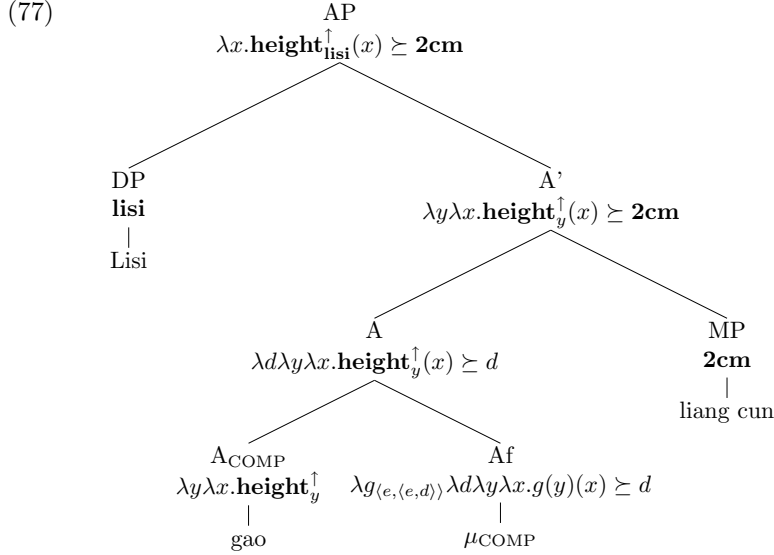 (77)
AP
λx.height↑lisi(x) ⪰ 2cm
DP
lisi
Lisi
A'
λyλx.height↑y(x) ⪰ 2cm
A
λdλyλx.height↑y(x) ⪰ d
MP
2cm
liang cun
ACOMP
λyλx.height↑y
gao
Af
λg⟨e,⟨e,d⟩⟩λdλyλx.g(y)(x) ⪰ d
μCOMP